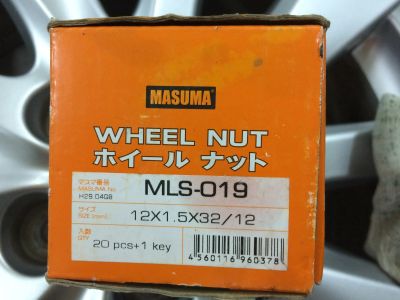 MASUMA
WHEEL NUT
ホイール ナット
マスマ番号
MASUMA No.
H29.04G8
MLS-019
サイズ
SIZE (mm)
12X1.5X32/12
入数
QTY
20 pcs+1 key
4560116960378